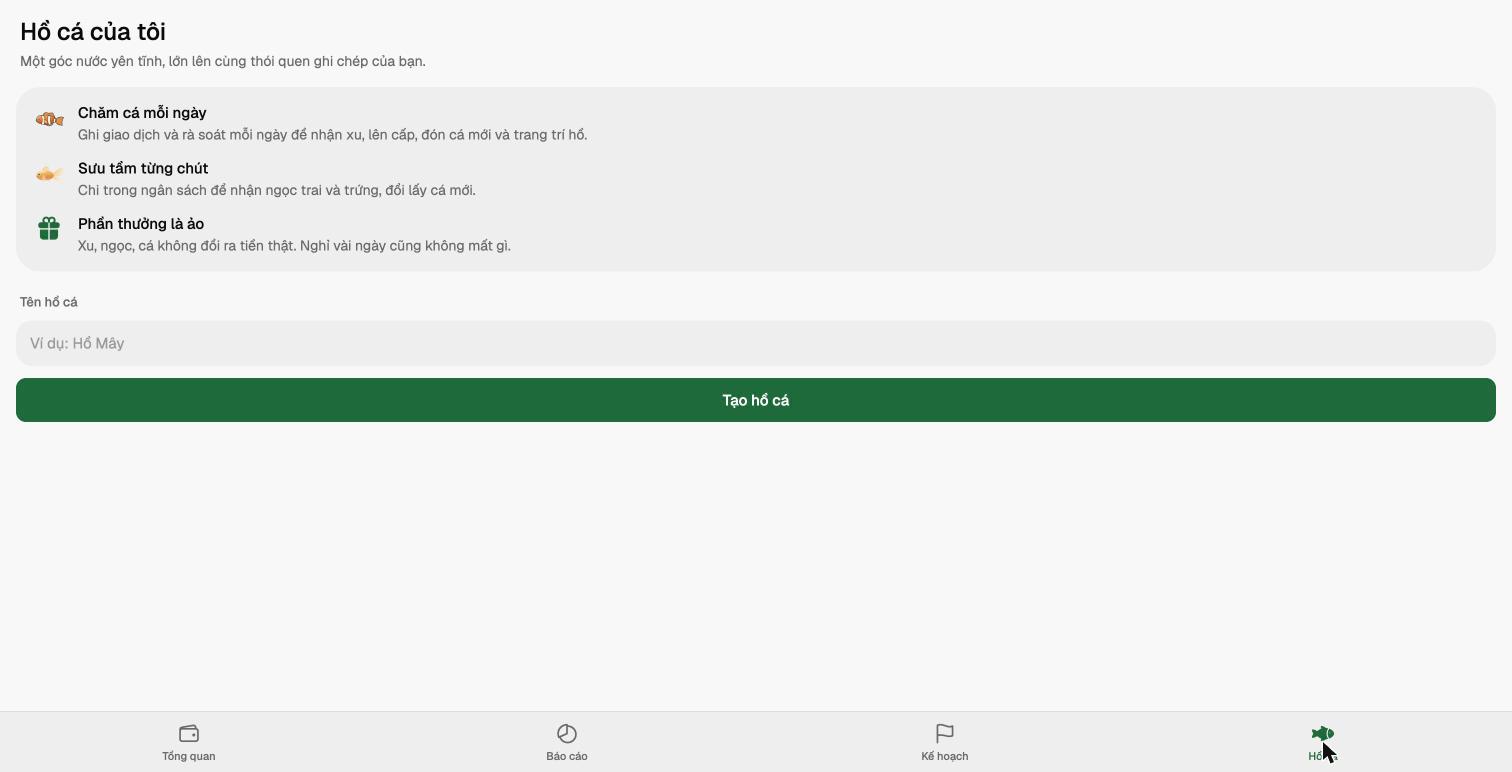 Hồ cá của tôi
Một góc nước yên tĩnh, lớn lên cùng thói quen ghi chép của bạn.
Chăm cá mỗi ngày
Ghi giao dịch và rà soát mỗi ngày để nhận xu, lên cấp, đón cá mới và trang trí hồ.
Sưu tầm từng chút
Chi trong ngân sách để nhận ngọc trai và trứng, đổi lấy cá mới.
Phần thưởng là ảo
Xu, ngọc, cá không đổi ra tiền thật. Nghỉ vài ngày cũng không mất gì.
Tên hồ cá
Ví dụ: Hồ Mây
Tạo hồ cá
Tổng quan
Báo cáo
Kế hoạch
Hồ